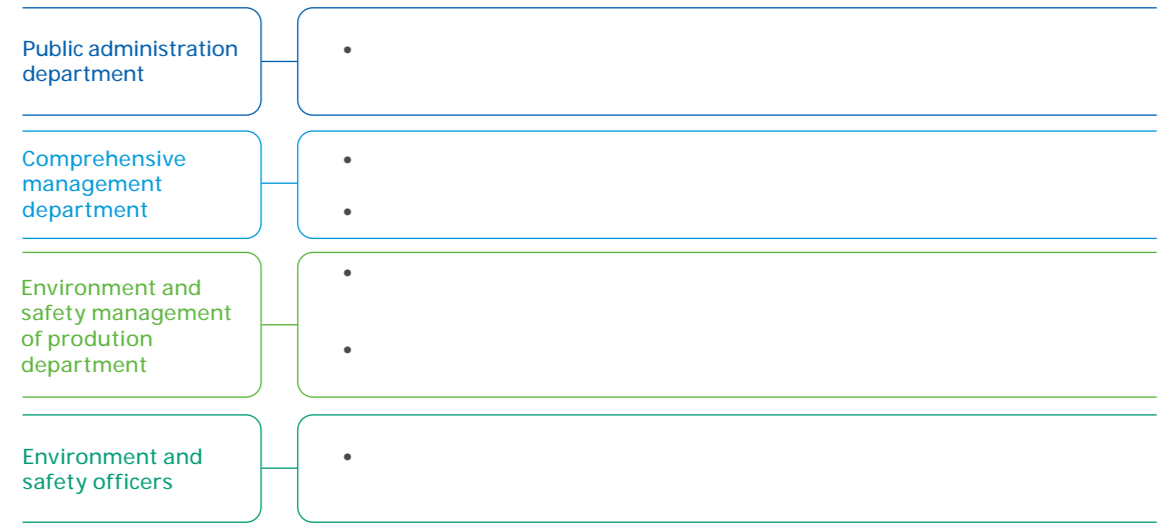 Public administration
department
•
Comprehensive
management
department
•
•
Environment and
safety management
of prodution
department
•
•
Environment and
safety officers
•